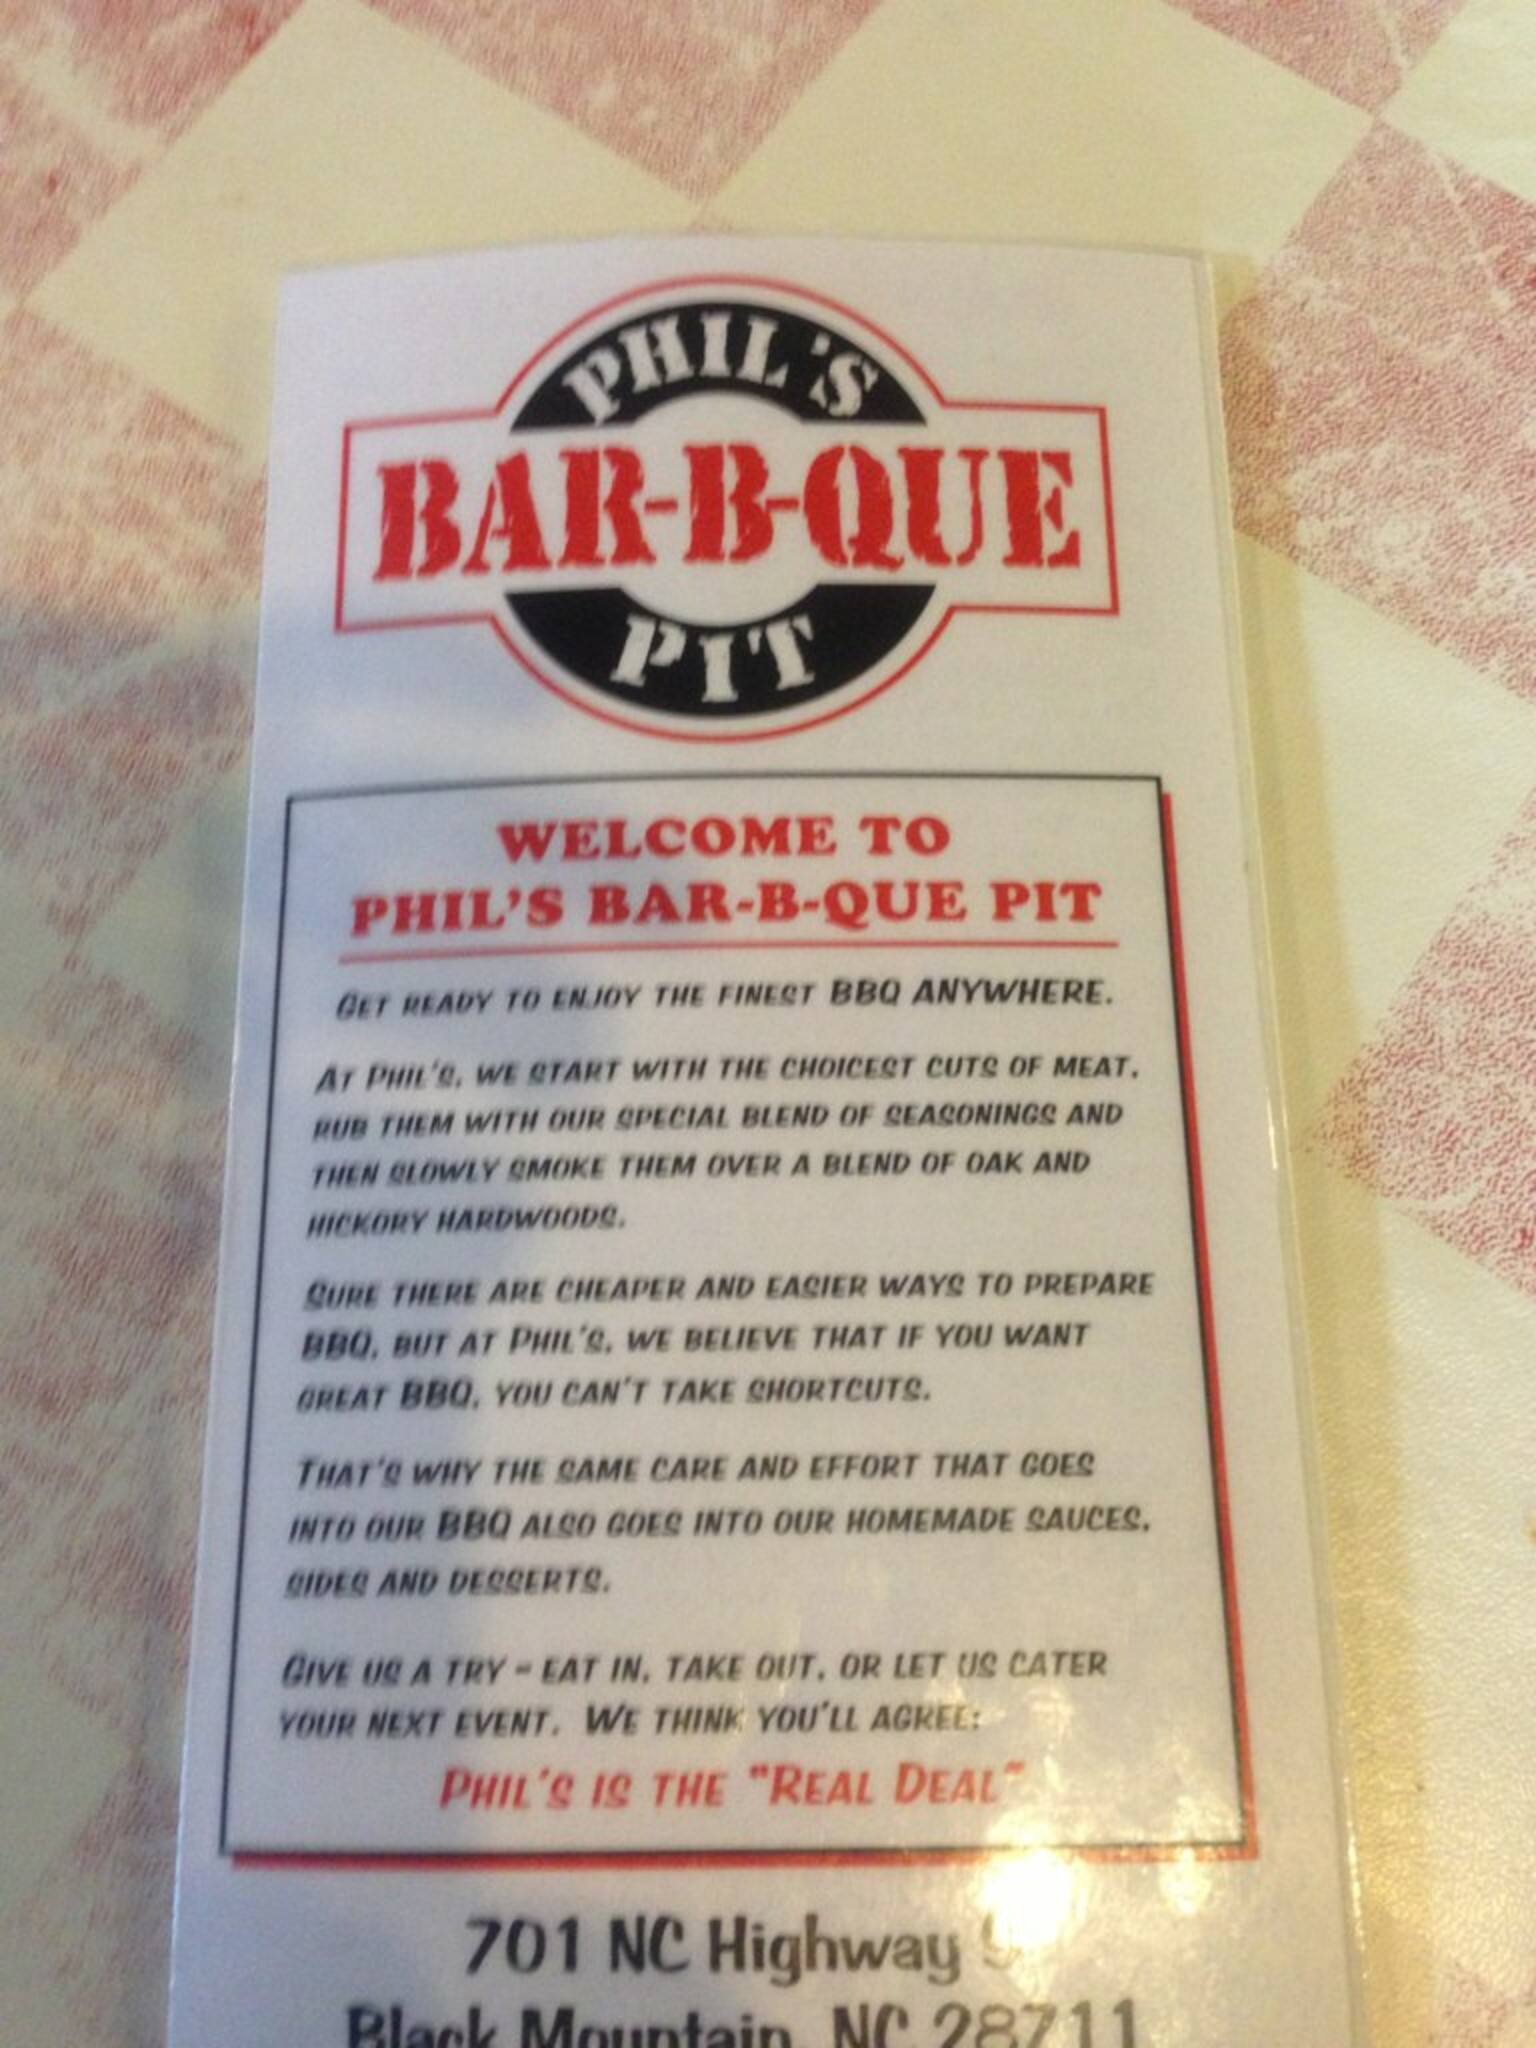 PHIL'S
BAR-B-QUE
PIT
WELCOME TO
PHIL'S BAR-B-QUE PIT
GET READY TO ENJOY THE FINEST BBQ ANYWHERE.
AT PHIL'S, WE START WITH THE CHOICEST CUTS OF MEAT,
RUB THEM WITH OUR SPECIAL BLEND OF SEASONINGS AND
THEN SLOWLY SMOKE THEM OVER A BLEND OF OAK AND
HICKORY HARDWOODS.
SURE THERE ARE CHEAPER AND EASIER WAYS TO PREPARE
BBQ, BUT AT PHIL'S, WE BELIEVE THAT IF YOU WANT
GREAT BBQ, YOU CAN'T TAKE SHORTCUTS.
THAT'S WHY THE SAME CARE AND EFFORT THAT GOES
INTO OUR BBQ ALSO GOES INTO OUR HOMEMADE SAUCES,
SIDES AND DESSERTS.
GIVE US A TRY - EAT IN, TAKE OUT, OR LET US CATER
YOUR NEXT EVENT. WE THINK YOU'LL AGREE:
PHIL'S IS THE "REAL DEAL"
701 NC Highway 9
Black Mountain, NC 28711